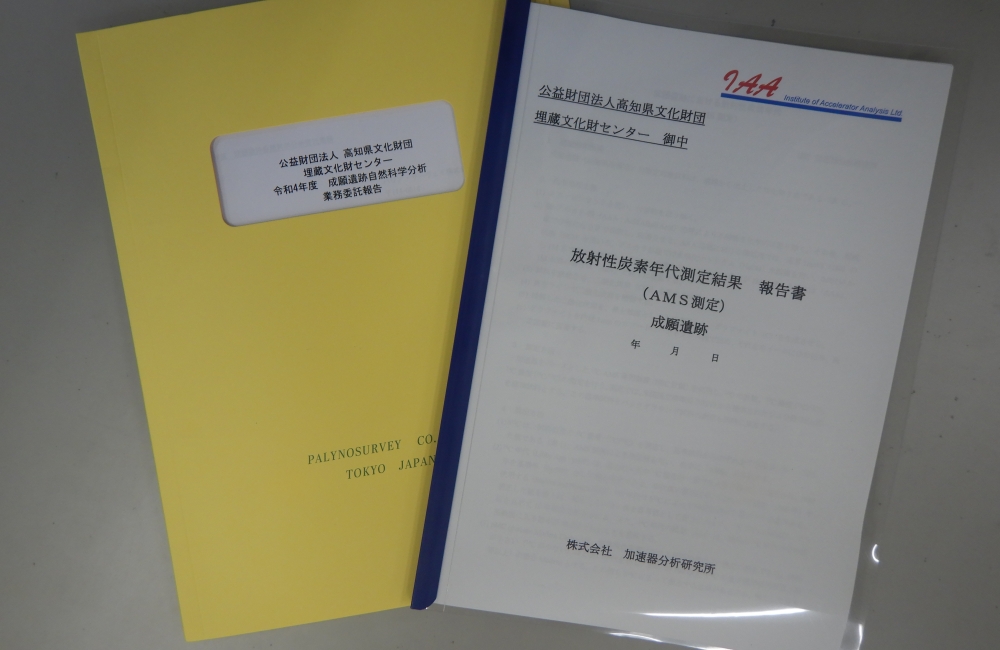 公益財団法人 高知県文化財団
埋蔵文化財センター
令和4年度 成願遺跡自然科学分析
業務委託報告
PALYNOSURVEY CO.
TOKYO JAPAN
IAA
Institute of Accelerator Analysis Ltd.
公益財団法人高知県文化財団
埋蔵文化財センター 御中
放射性炭素年代測定結果 報告書
（AMS測定）
成願遺跡
年 月 日
株式会社 加速器分析研究所